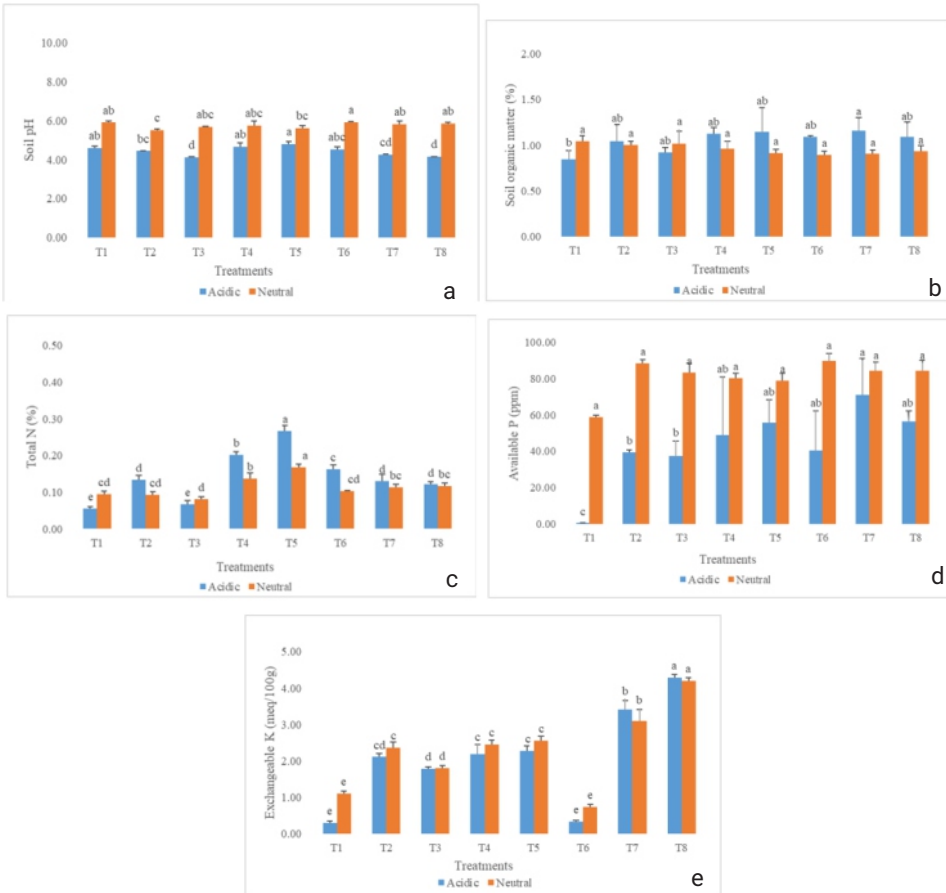 10.00
8.00
6.00
4.00
2.00
0.00
Soil pH
ab ab bc c d abc ab abc a bc ab a cd ab d ab
T1 T2 T3 T4 T5 T6 T7 T8
Treatments
Acidic Neutral
a
2.00
1.50
1.00
0.50
0.00
Soil organic matter (%)
b a ab a ab a ab a ab a ab a a a ab a
T1 T2 T3 T4 T5 T6 T7 T8
Treatments
Acidic Neutral
b
0.50
0.40
0.30
0.20
0.10
0.00
Total N (%)
e cd d cd e d b b a a c cd d bc d bc
T1 T2 T3 T4 T5 T6 T7 T8
Treatments
Acidic Neutral
c
100.00
80.00
60.00
40.00
20.00
0.00
Available P (ppm)
c a b a b a ab a ab a ab a a a ab a
T1 T2 T3 T4 T5 T6 T7 T8
Treatments
Acidic Neutral
d
5.00
4.00
3.00
2.00
1.00
0.00
Exchangeable K (meq/100g)
e e cd c d d c c c c e e b b a a
T1 T2 T3 T4 T5 T6 T7 T8
Treatments
Acidic Neutral
e